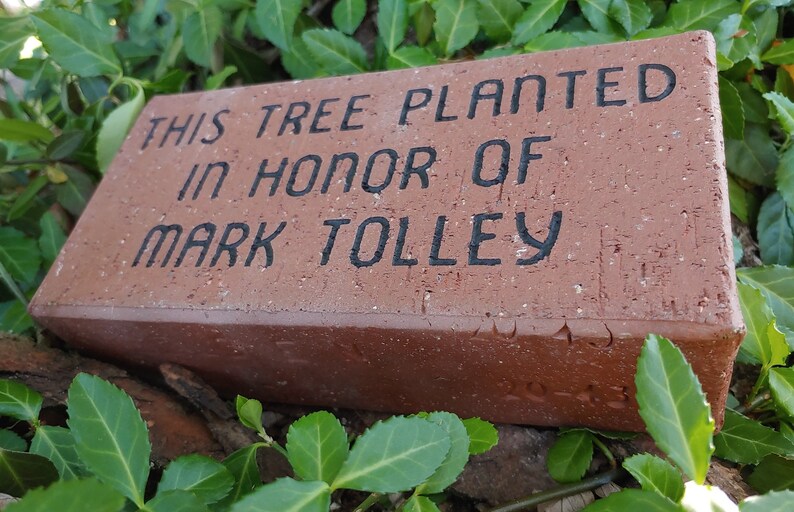 THIS TREE PLANTED
IN HONOR OF
MARK TOLLEY